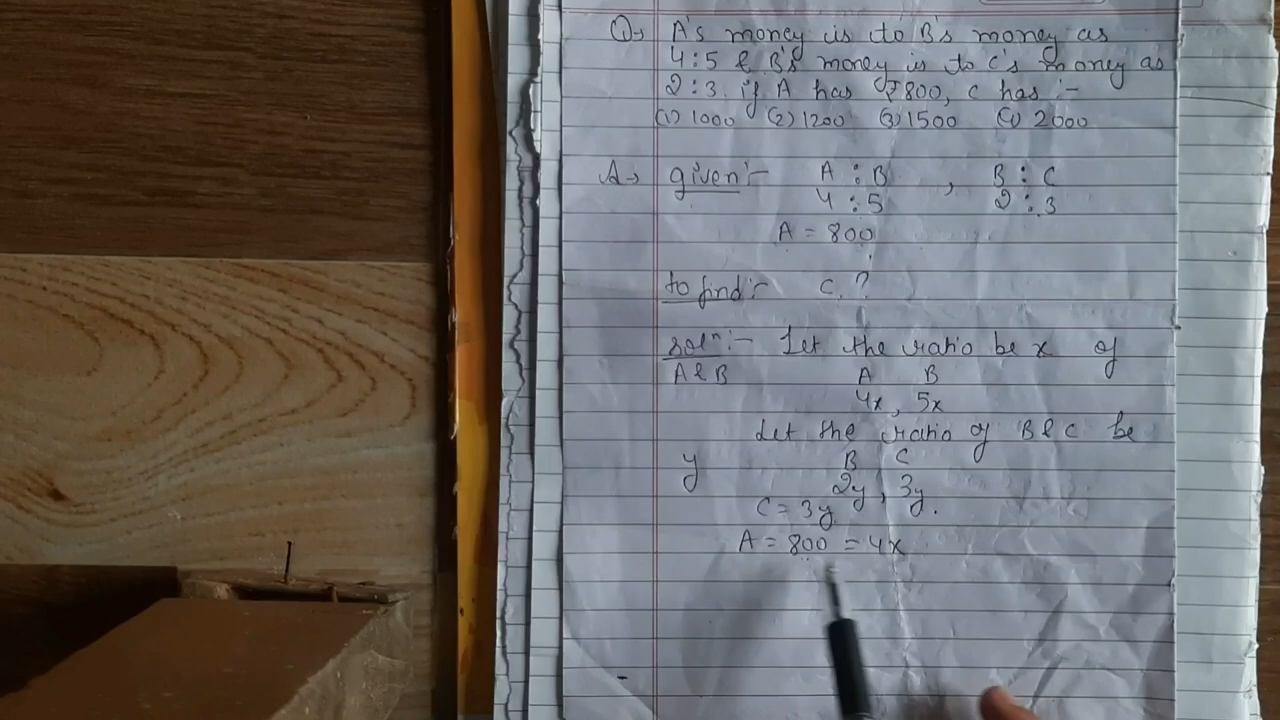 Q→ A's money is to B's money as
4:5 & B's money is to C's money as
2:3. if A has ₹800, C has :-
(1) 1000 (2) 1200 (3) 1500 (4) 2000
A→ given:- A : B , B : C
4 : 5 2 : 3
A = 800
to find:- C. ?
solⁿ:- Let the ratio be x of
A & B A B
4x, 5x
Let the ratio of B & C be
y B C
2y, 3y.
C = 3y
A = 800 = 4x